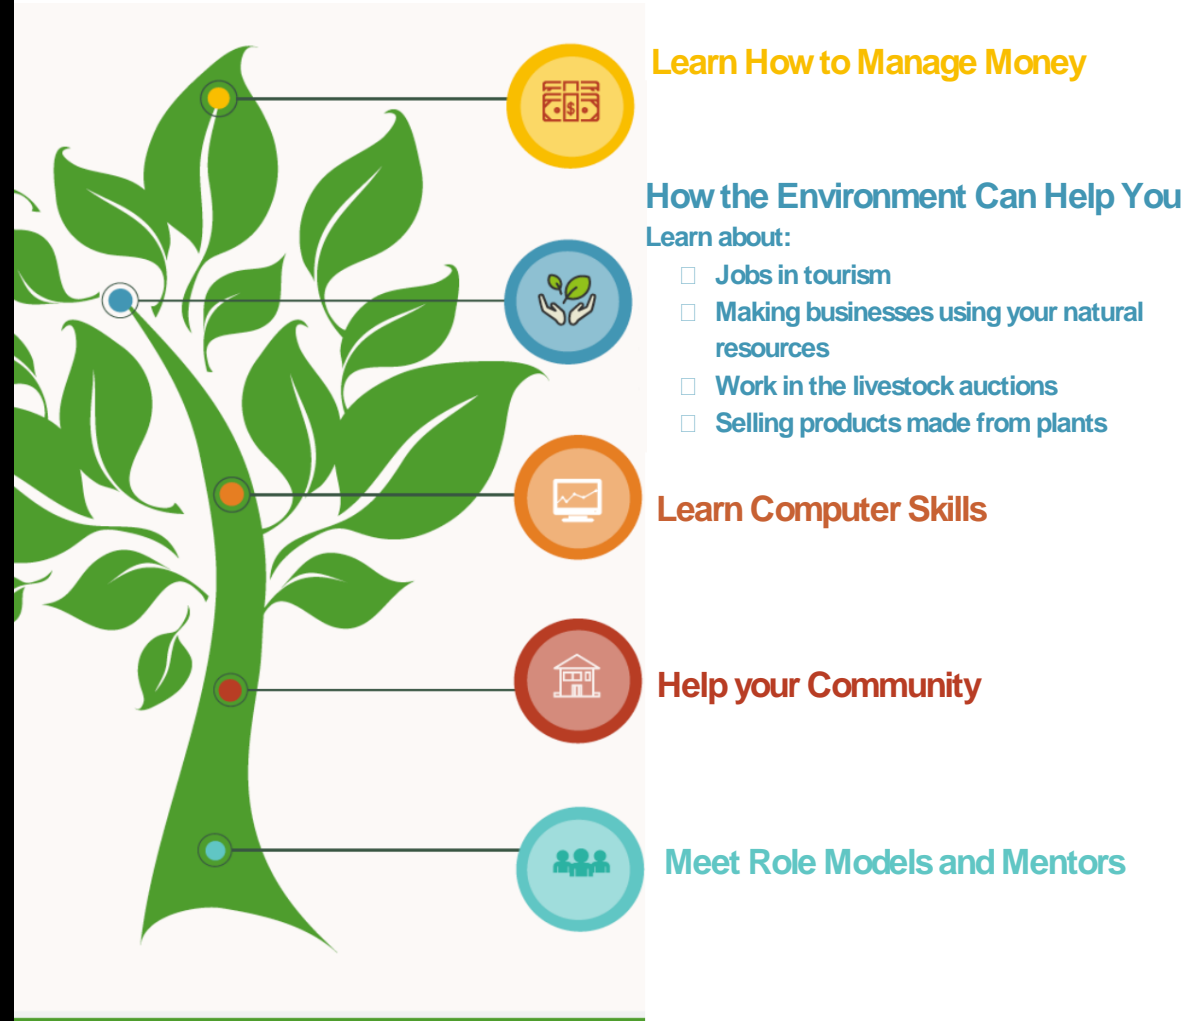 Learn How to Manage Money
How the Environment Can Help You
Learn about:
Jobs in tourism
Making businesses using your natural
resources
Work in the livestock auctions
Selling products made from plants
Learn Computer Skills
Help your Community
Meet Role Models and Mentors